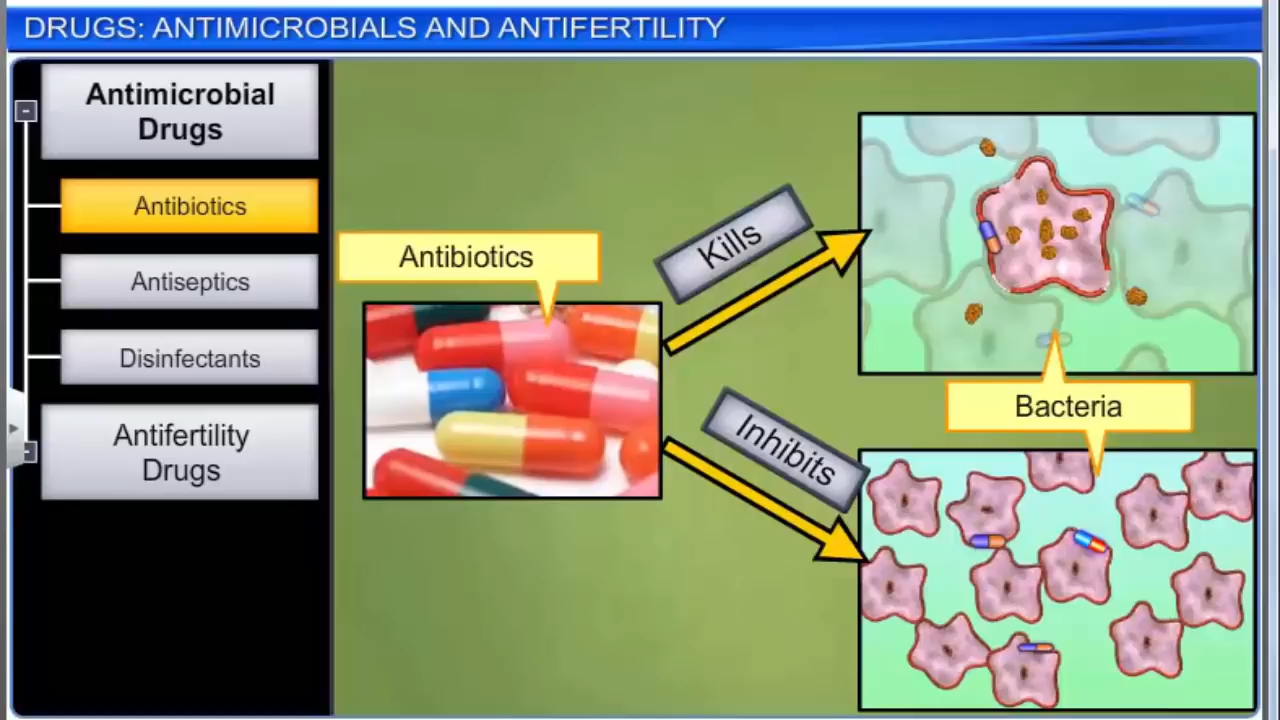 DRUGS: ANTIMICROBIALS AND ANTIFERTILITY
Antimicrobial
Drugs
Antibiotics
Antiseptics
Disinfectants
Antifertility
Drugs
Antibiotics
Kills
Inhibits
Bacteria